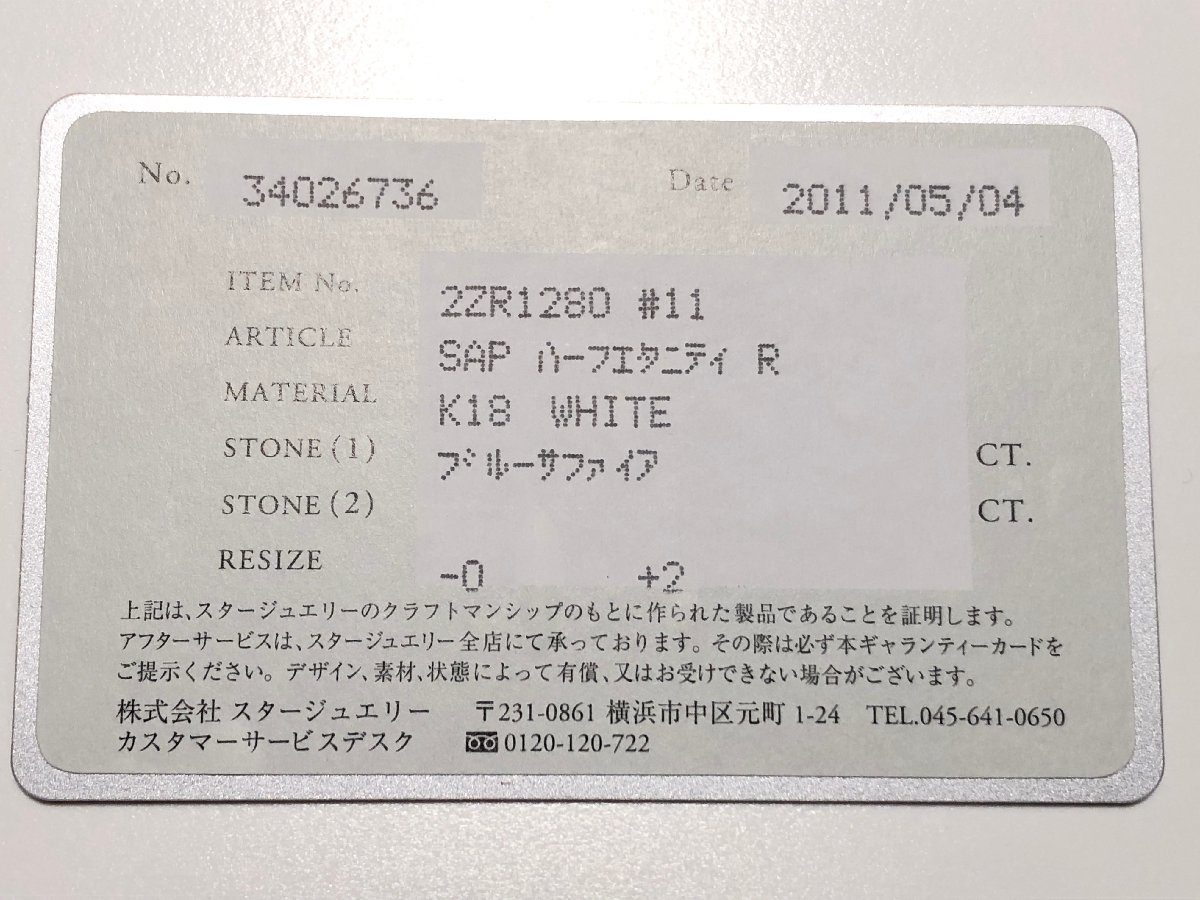 No. 34026736 Date 2011/05/04
ITEM No. 2ZR1280 #11
ARTICLE SAP ハーフエタニティ R
MATERIAL K18 WHITE
STONE (1) ブルーサファイア CT.
STONE (2) CT.
RESIZE -0 +2
上記は、スタージュエリーのクラフトマンシップのもとに作られた製品であることを証明します。
アフターサービスは、スタージュエリー全店にて承っております。その際は必ず本ギャランティーカードを
ご提示ください。デザイン、素材、状態によって有償、又はお受けできない場合がございます。
株式会社 スタージュエリー 〒231-0861 横浜市中区元町 1-24 TEL.045-641-0650
カスタマーサービスデスク 0120-120-722